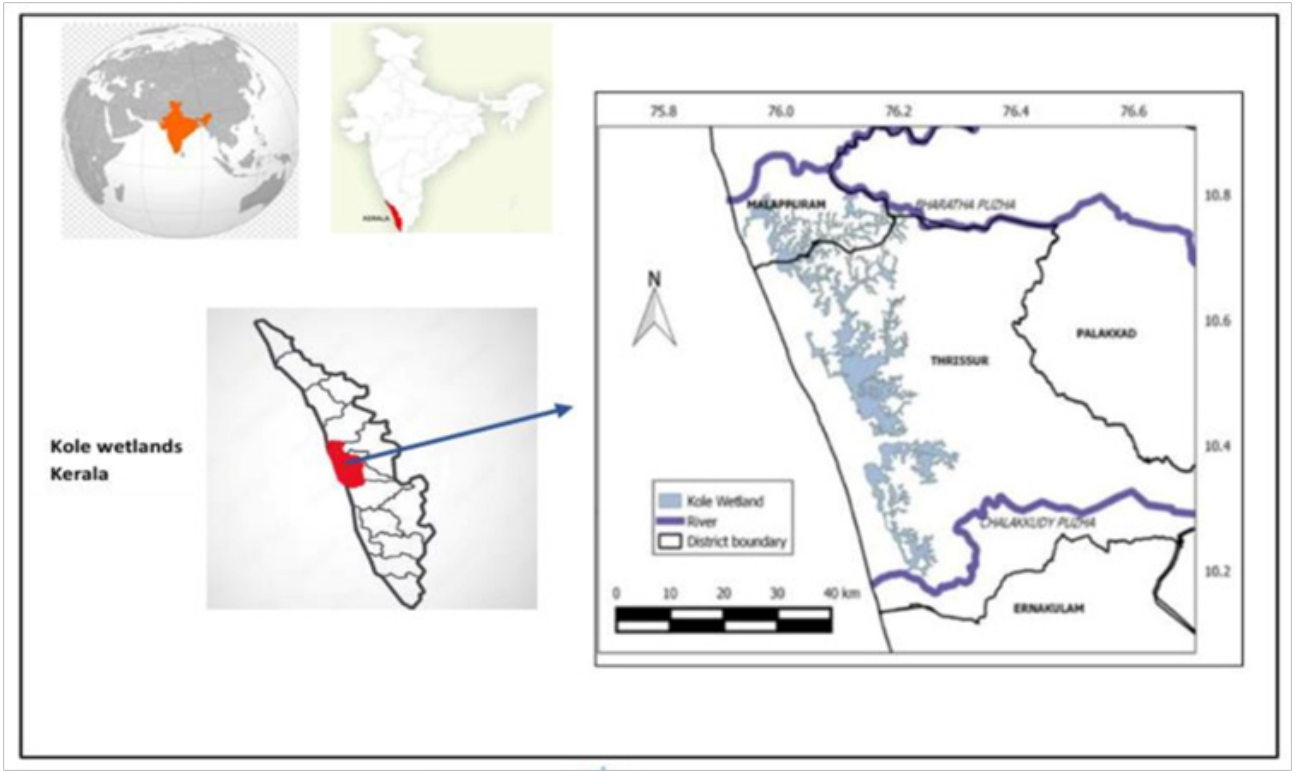 KERALA
Kole wetlands
Kerala
75.8 76.0 76.2 76.4 76.6
10.8
10.6
10.4
10.2
MALAPPURAM
BHARATHA PUZHA
N
PALAKKAD
THRISSUR
Kole Wetland
River
District boundary
CHALAKKUDY PUZHA
0 10 20 30 40 km
ERNAKULAM